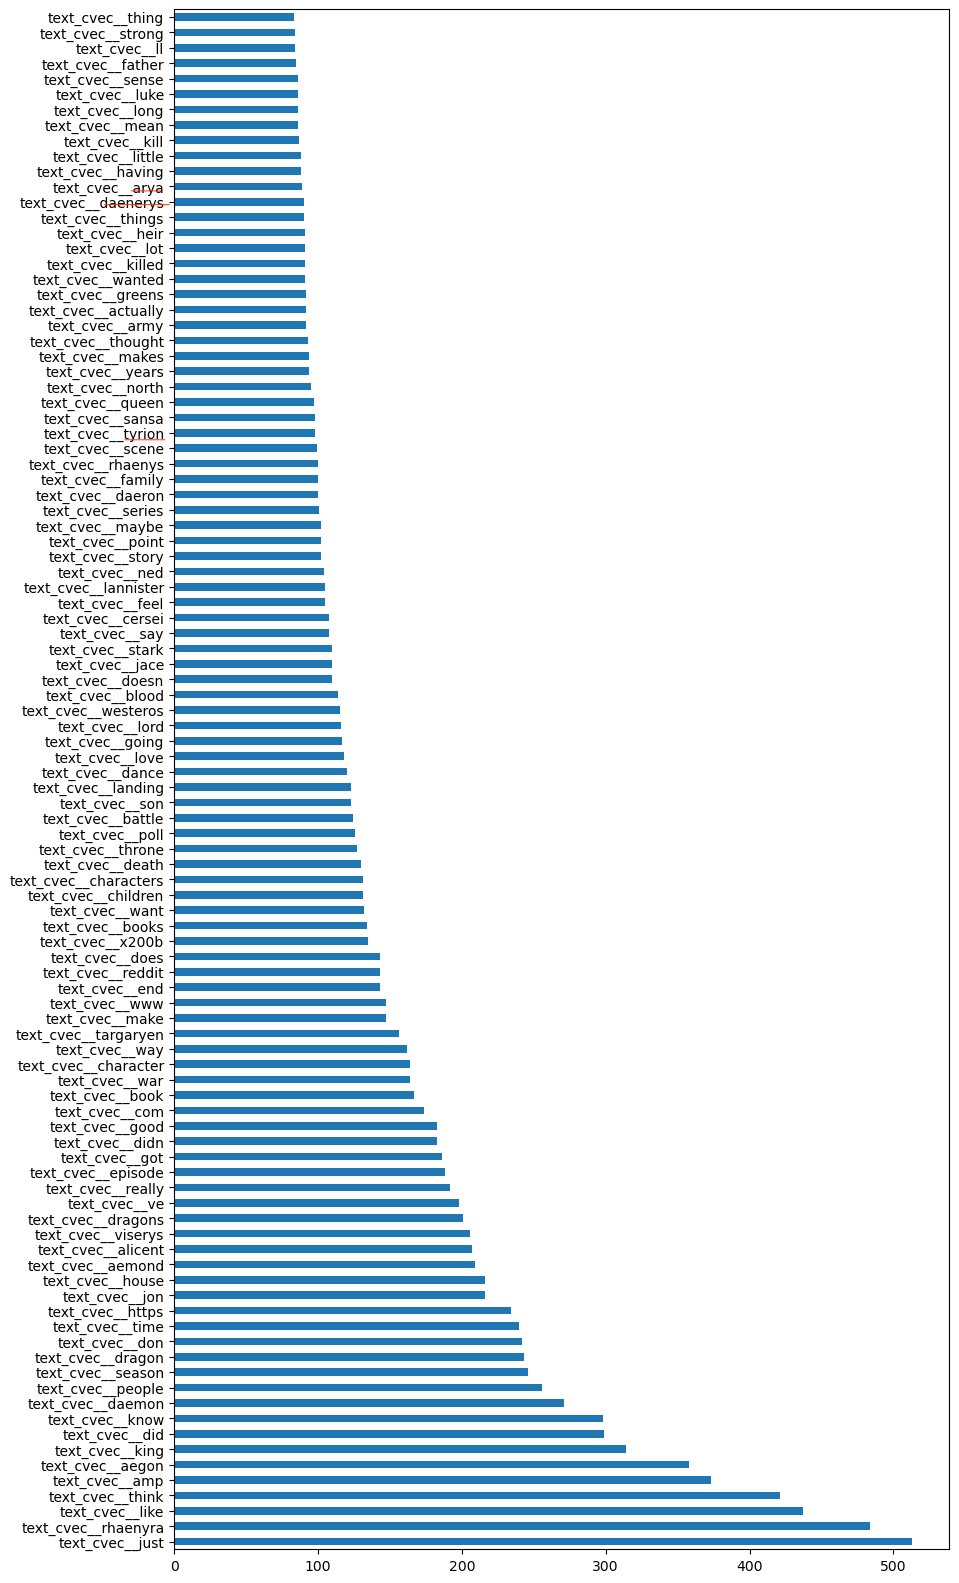 text_cvec__thing
text_cvec__strong
text_cvec__ll
text_cvec__father
text_cvec__sense
text_cvec__luke
text_cvec__long
text_cvec__mean
text_cvec__kill
text_cvec__little
text_cvec__having
text_cvec__arya
text_cvec__daenerys
text_cvec__things
text_cvec__heir
text_cvec__lot
text_cvec__killed
text_cvec__wanted
text_cvec__greens
text_cvec__actually
text_cvec__army
text_cvec__thought
text_cvec__makes
text_cvec__years
text_cvec__north
text_cvec__queen
text_cvec__sansa
text_cvec__tyrion
text_cvec__scene
text_cvec__rhaenys
text_cvec__family
text_cvec__daeron
text_cvec__series
text_cvec__maybe
text_cvec__point
text_cvec__story
text_cvec__ned
text_cvec__lannister
text_cvec__feel
text_cvec__cersei
text_cvec__say
text_cvec__stark
text_cvec__jace
text_cvec__doesn
text_cvec__blood
text_cvec__westeros
text_cvec__lord
text_cvec__going
text_cvec__love
text_cvec__dance
text_cvec__landing
text_cvec__son
text_cvec__battle
text_cvec__poll
text_cvec__throne
text_cvec__death
text_cvec__characters
text_cvec__children
text_cvec__want
text_cvec__books
text_cvec__x200b
text_cvec__does
text_cvec__reddit
text_cvec__end
text_cvec__www
text_cvec__make
text_cvec__targaryen
text_cvec__way
text_cvec__character
text_cvec__war
text_cvec__book
text_cvec__com
text_cvec__good
text_cvec__didn
text_cvec__got
text_cvec__episode
text_cvec__really
text_cvec__ve
text_cvec__dragons
text_cvec__viserys
text_cvec__alicent
text_cvec__aemond
text_cvec__house
text_cvec__jon
text_cvec__https
text_cvec__time
text_cvec__don
text_cvec__dragon
text_cvec__season
text_cvec__people
text_cvec__daemon
text_cvec__know
text_cvec__did
text_cvec__king
text_cvec__aegon
text_cvec__amp
text_cvec__think
text_cvec__like
text_cvec__rhaenyra
text_cvec__just
0 100 200 300 400 500